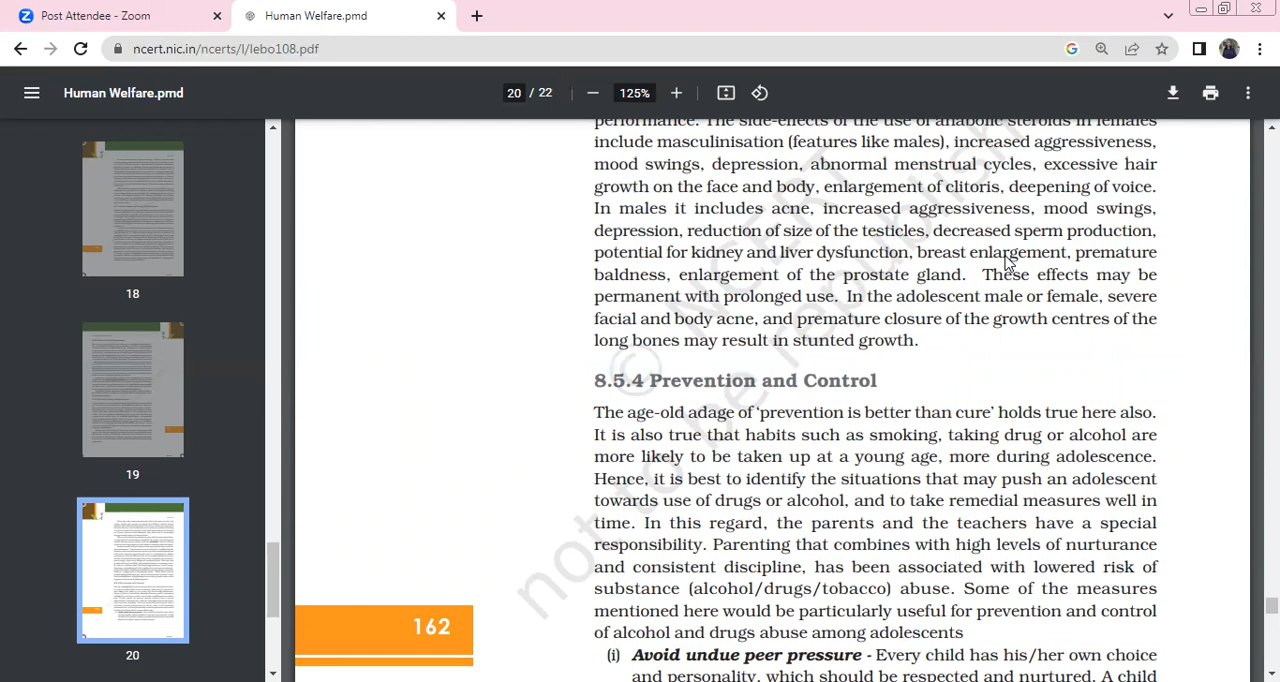 Post Attendee - Zoom
Human Welfare.pmd
ncert.nic.in/ncerts/l/lebo108.pdf
Human Welfare.pmd
20 / 22
125%
performance. The side-effects of the use of anabolic steroids in females
include masculinisation (features like males), increased aggressiveness,
mood swings, depression, abnormal menstrual cycles, excessive hair
growth on the face and body, enlargement of clitoris, deepening of voice.
In males it includes acne, increased aggressiveness, mood swings,
depression, reduction of size of the testicles, decreased sperm production,
potential for kidney and liver dysfunction, breast enlargement, premature
baldness, enlargement of the prostate gland. These effects may be
permanent with prolonged use. In the adolescent male or female, severe
facial and body acne, and premature closure of the growth centres of the
long bones may result in stunted growth.
8.5.4 Prevention and Control
The age-old adage of ‘prevention is better than cure’ holds true here also.
It is also true that habits such as smoking, taking drug or alcohol are
more likely to be taken up at a young age, more during adolescence.
Hence, it is best to identify the situations that may push an adolescent
towards use of drugs or alcohol, and to take remedial measures well in
time. In this regard, the parents and the teachers have a special
responsibility. Parenting that combines with high levels of nurturance
and consistent discipline, has been associated with lowered risk of
substance (alcohol/drugs/tobacco) abuse. Some of the measures
mentioned here would be particularly useful for prevention and control
of alcohol and drugs abuse among adolescents
(i) Avoid undue peer pressure - Every child has his/her own choice
and personality, which should be respected and nurtured. A child
162
18
19
20
© NCERT
not to be republish